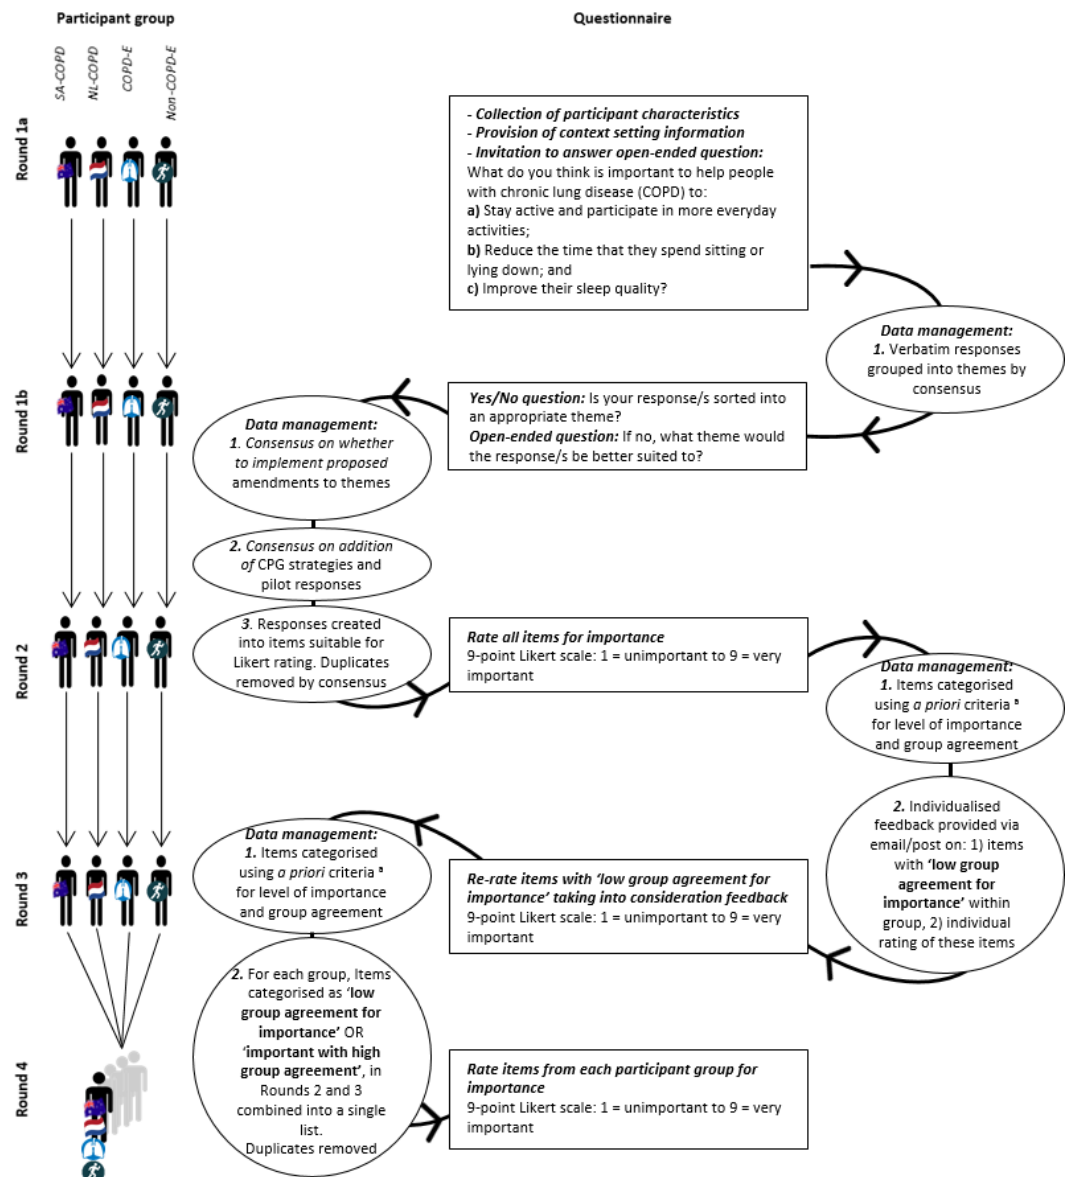 Participant group
Questionnaire
SA-COPD
NL-COPD
COPD-E
Non-COPD-E
Round 1a
- Collection of participant characteristics
- Provision of context setting information
- Invitation to answer open-ended question:
What do you think is important to help people
with chronic lung disease (COPD) to:
a) Stay active and participate in more everyday
activities;
b) Reduce the time that they spend sitting or
lying down; and
c) Improve their sleep quality?
Data management:
1. Verbatim responses
grouped into themes by
consensus
Round 1b
Yes/No question: Is your response/s sorted into
an appropriate theme?
Open-ended question: If no, what theme would
the response/s be better suited to?
Data management:
1. Consensus on whether
to implement proposed
amendments to themes
2. Consensus on addition
of CPG strategies and
pilot responses
3. Responses created
into items suitable for
Likert rating. Duplicates
removed by consensus
Round 2
Rate all items for importance
9-point Likert scale: 1 = unimportant to 9 = very
important
Data management:
1. Items categorised
using a priori criteria ª
for level of importance
and group agreement
2. Individualised
feedback provided via
email/post on: 1) items
with ‘low group
agreement for
importance’ within
group, 2) individual
rating of these items
Round 3
Re-rate items with ‘low group agreement for
importance’ taking into consideration feedback
9-point Likert scale: 1 = unimportant to 9 = very
important
Data management:
1. Items categorised
using a priori criteria ª
for level of importance
and group agreement
2. For each group, Items
categorised as ‘low
group agreement for
importance’ OR
‘important with high
group agreement’, in
Rounds 2 and 3
combined into a single
list.
Duplicates removed
Round 4
Rate items from each participant group for
importance
9-point Likert scale: 1 = unimportant to 9 = very
important